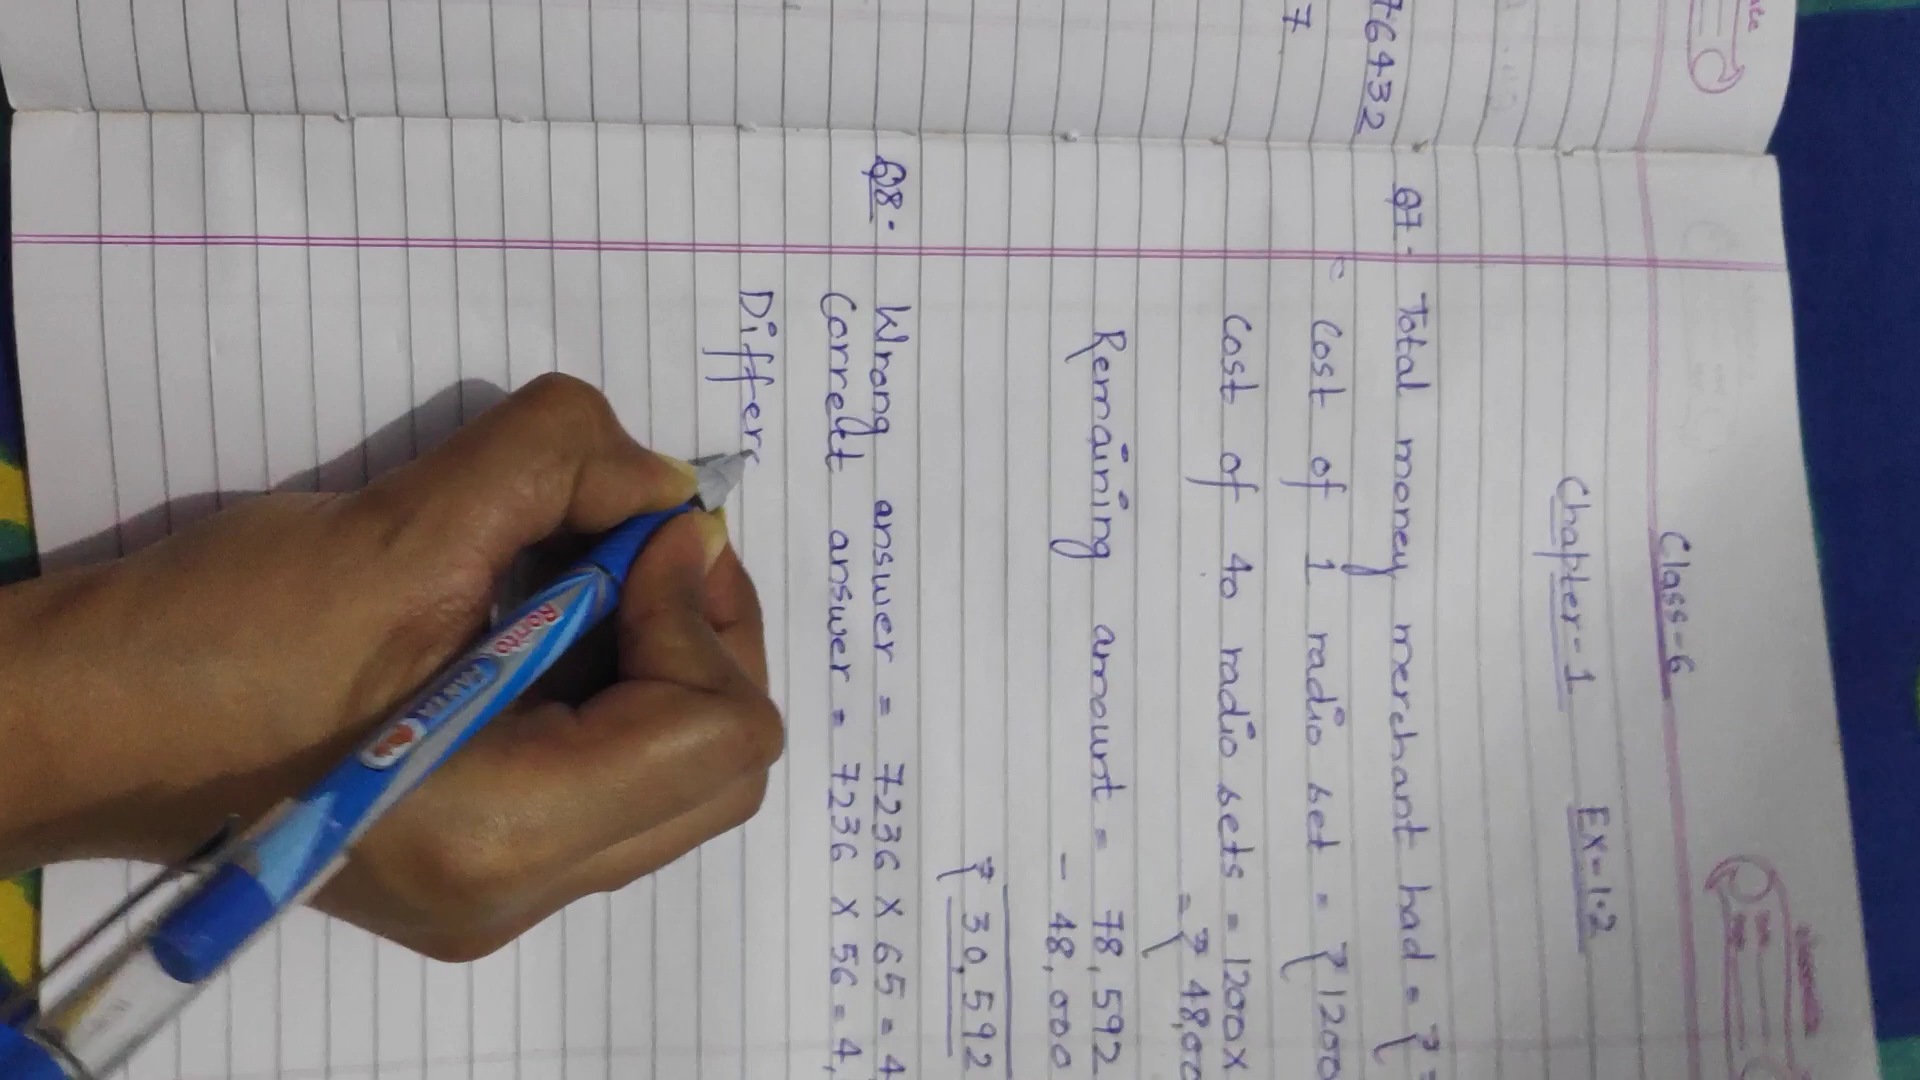 76432
7
Class-6
Chapter-1 Ex-1.2
Q7. Total money merchant had = ₹
Cost of 1 radio set = ₹1200
Cost of 40 radio sets = 1200x
= ₹ 48,00
Remaining amount = 78,592
- 48,000
₹ 30,592
Q8. Wrong answer = 7236 x 65 = 4
Correct answer = 7236 x 56 = 4,
Differ